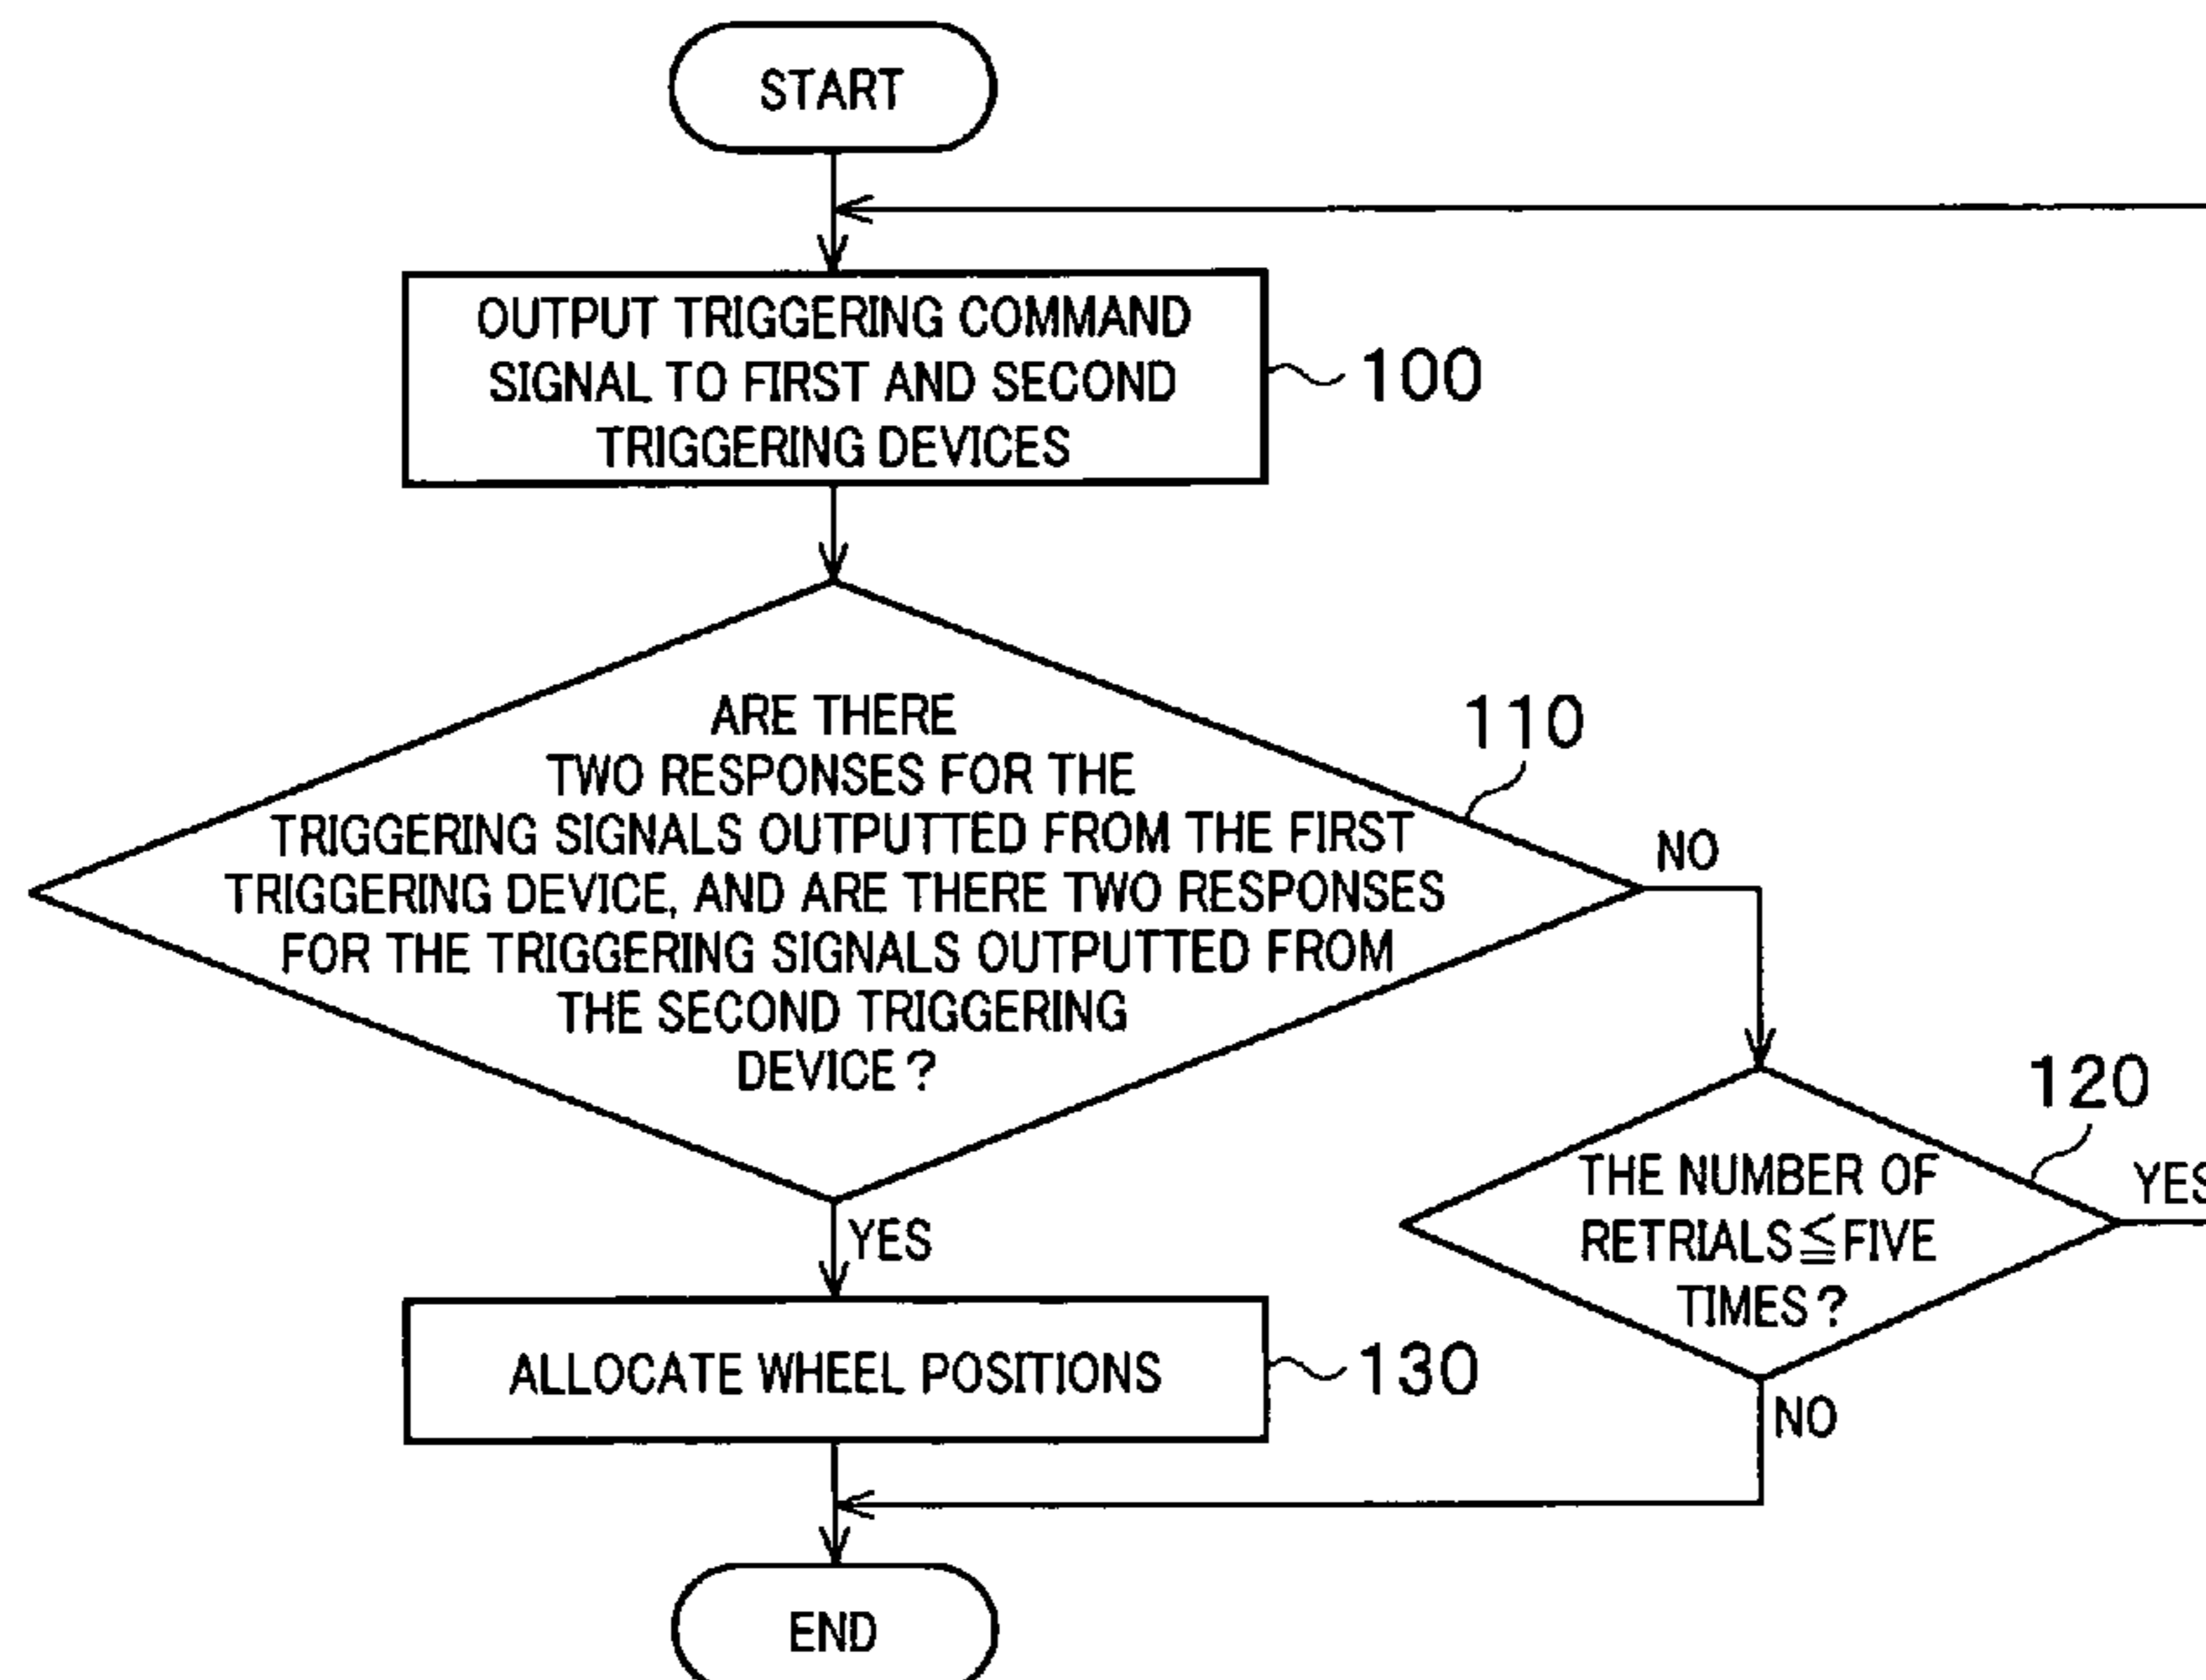 START
OUTPUT TRIGGERING COMMAND
SIGNAL TO FIRST AND SECOND
TRIGGERING DEVICES
100
ARE THERE
TWO RESPONSES FOR THE
TRIGGERING SIGNALS OUTPUTTED FROM THE FIRST
TRIGGERING DEVICE, AND ARE THERE TWO RESPONSES
FOR THE TRIGGERING SIGNALS OUTPUTTED FROM
THE SECOND TRIGGERING
DEVICE?
110
NO
YES
THE NUMBER OF
RETRIALS≦FIVE
TIMES?
120
YES
NO
ALLOCATE WHEEL POSITIONS
130
END